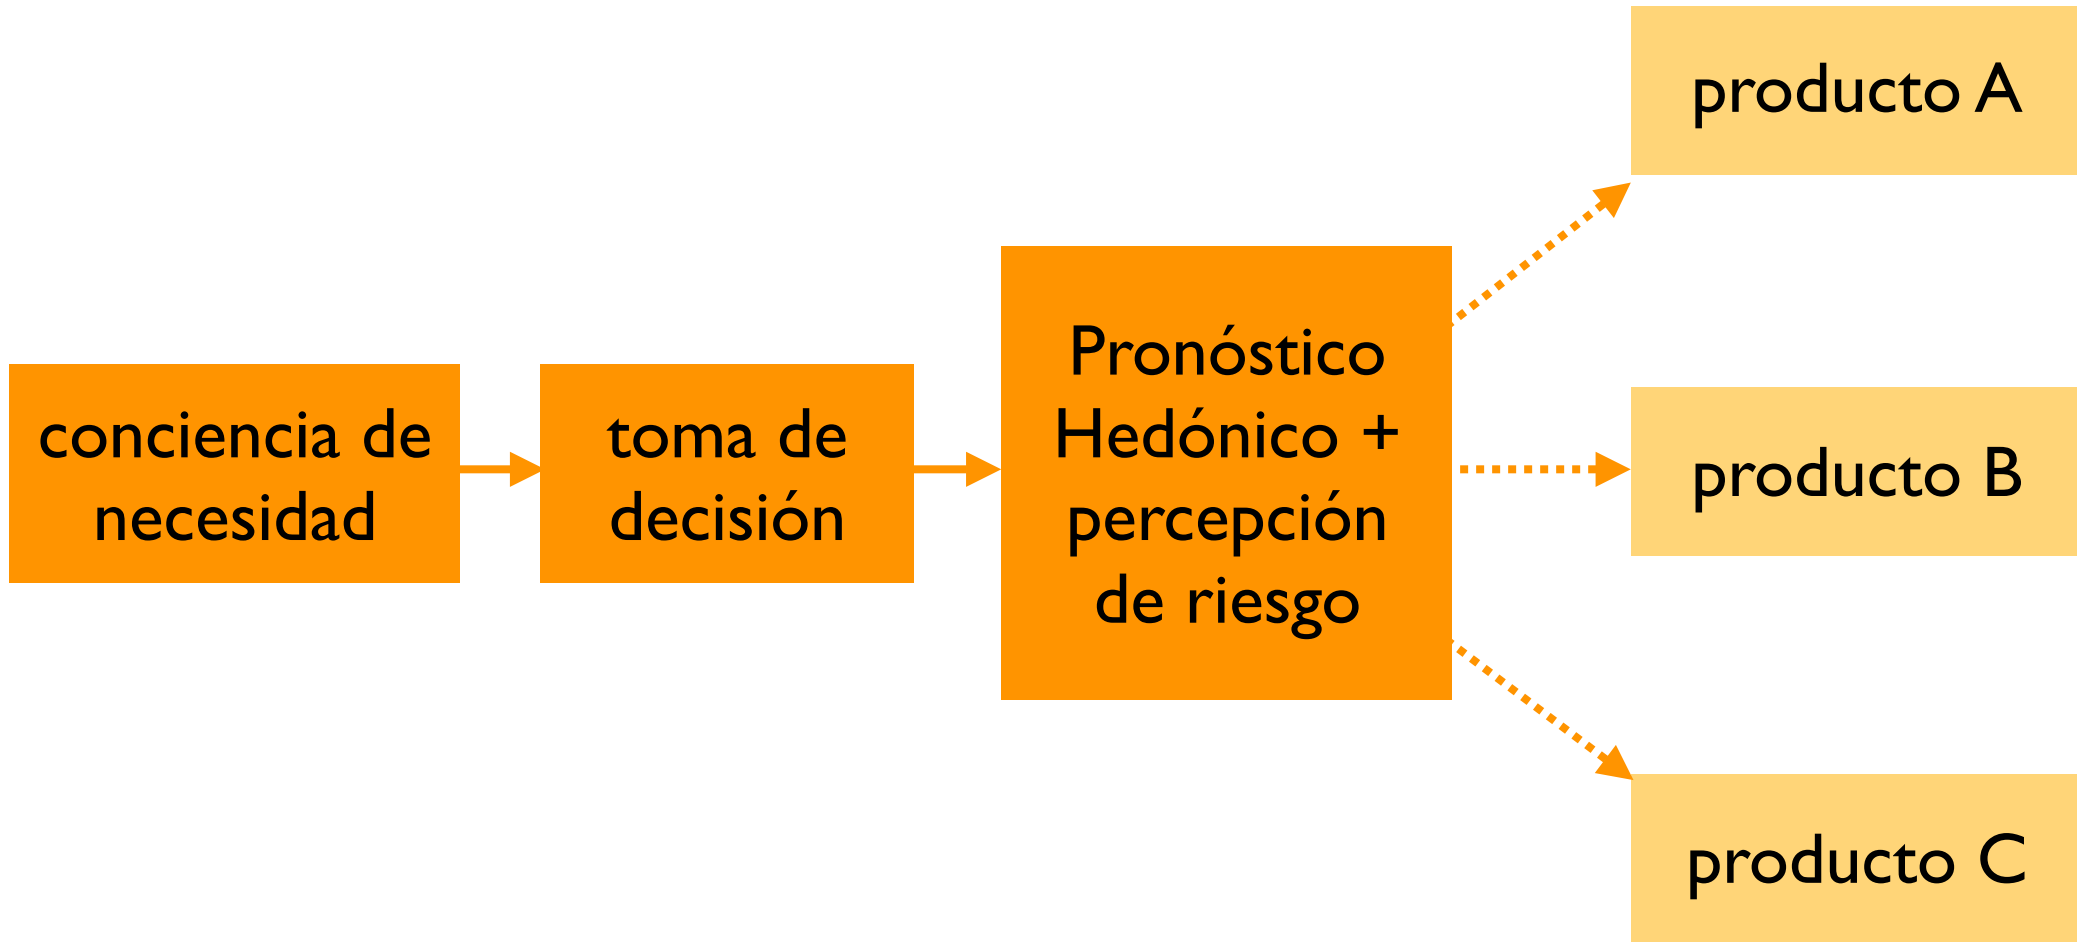 conciencia de
necesidad
toma de
decisión
Pronóstico
Hedónico +
percepción
de riesgo
producto A
producto B
producto C